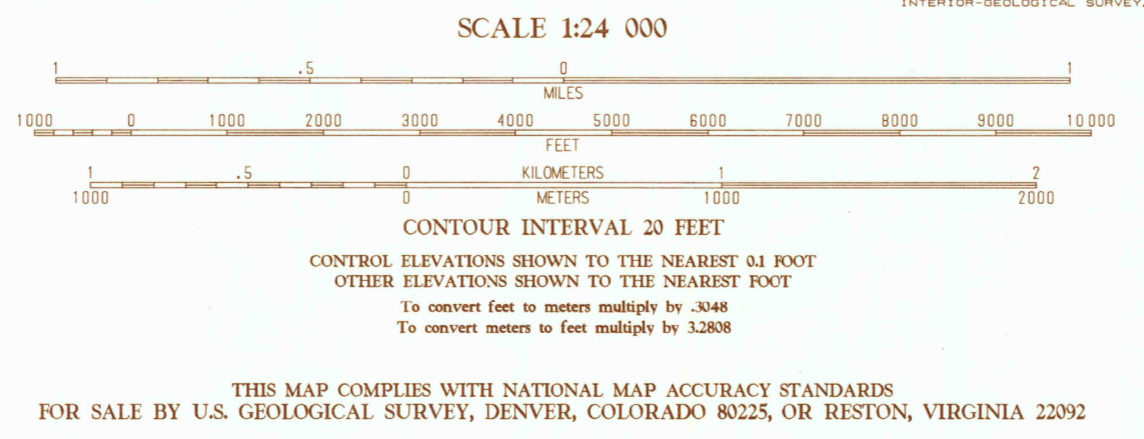 INTERIOR-GEOLOGICAL SURVEY,
SCALE 1:24 000
1 .5 0 1
MILES
1000 0 1000 2000 3000 4000 5000 6000 7000 8000 9000 10 000
FEET
1 .5 0 KILOMETERS 1 2
1000 0 METERS 1000 2000
CONTOUR INTERVAL 20 FEET
CONTROL ELEVATIONS SHOWN TO THE NEAREST 0.1 FOOT
OTHER ELEVATIONS SHOWN TO THE NEAREST FOOT
To convert feet to meters multiply by .3048
To convert meters to feet multiply by 3.2808
THIS MAP COMPLIES WITH NATIONAL MAP ACCURACY STANDARDS
FOR SALE BY U.S. GEOLOGICAL SURVEY, DENVER, COLORADO 80225, OR RESTON, VIRGINIA 22092